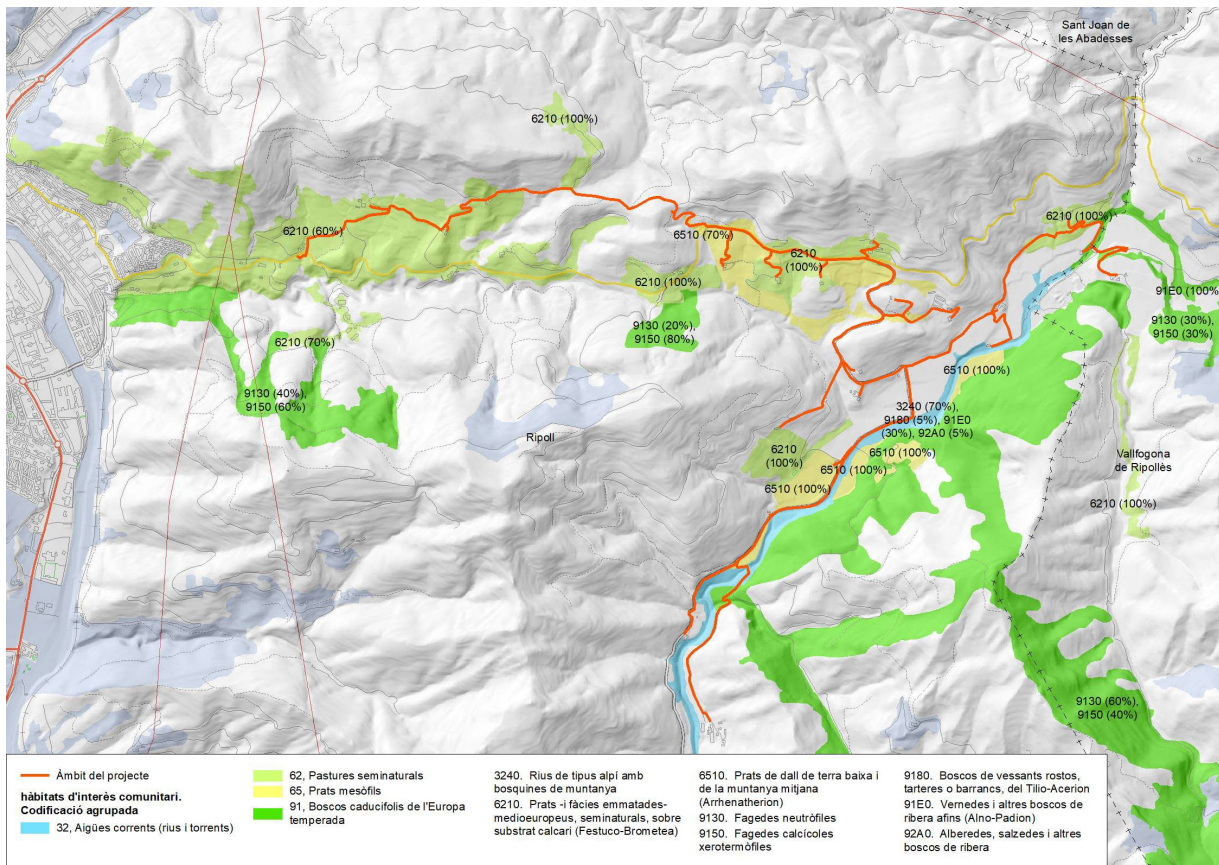 Sant Joan de
les Abadesses
6210 (100%)
6210 (60%)
6510 (70%)
6210 (100%)
6210
(100%)
6210 (100%)
91E0 (100%
9130 (20%),
9150 (80%)
9130 (30%),
9150 (30%)
6210 (70%)
6510 (100%)
9130 (40%),
9150 (60%)
3240 (70%),
9180 (5%), 91E0
(30%), 92A0 (5%)
Ripoll
6210
(100%)
6510 (100%)
6510 (100%)
6510 (100%)
Vallfogona
de Ripollès
6210 (100%)
9130 (60%),
9150 (40%)
Àmbit del projecte
hàbitats d'interès comunitari.
Codificació agrupada
32, Aigües corrents (rius i torrents)
62, Pastures seminaturals
65, Prats mesòfils
91, Boscos caducifolis de l'Europa
temperada
3240. Rius de tipus alpí amb
bosquines de muntanya
6210. Prats -i fàcies emmatades-
medioeuropeus, seminaturals, sobre
substrat calcari (Festuco-Brometea)
6510. Prats de dall de terra baixa i
de la muntanya mitjana
(Arrhenatherion)
9130. Fagedes neutròfiles
9150. Fagedes calcícoles
xerotermòfiles
9180. Boscos de vessants rostos,
tarteres o barrancs, del Tilio-Acerion
91E0. Vernedes i altres boscos de
ribera afins (Alno-Padion)
92A0. Alberedes, salzedes i altres
boscos de ribera